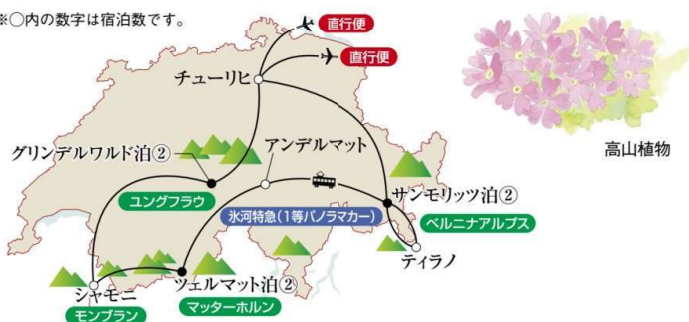 ※○内の数字は宿泊数です。
直行便
直行便
チューリヒ
高山植物
グリンデルワルド泊②
アンデルマット
ユングフラウ
氷河特急(1等パノラマカー)
サンモリッツ泊②
ベルニナアルプス
ティラノ
シャモニ
ツェルマット泊②
モンブラン
マッターホルン